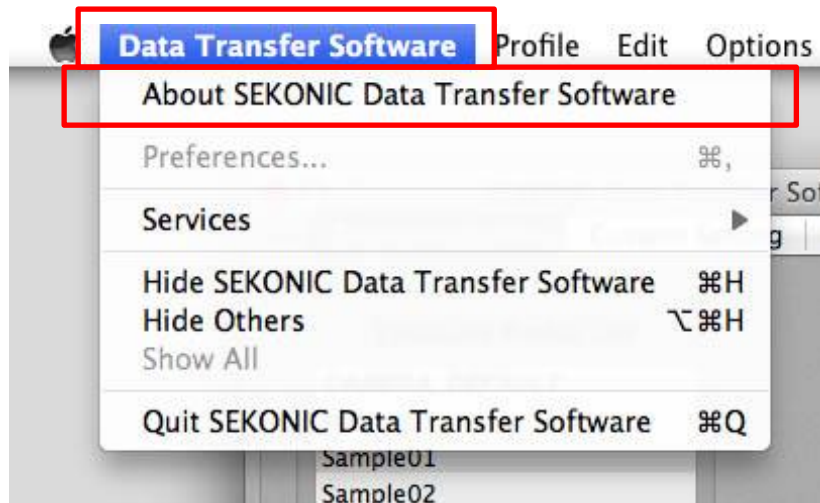 Data Transfer Software Profile Edit Options
About SEKONIC Data Transfer Software
Preferences... ⌘,
Services ▶
Hide SEKONIC Data Transfer Software ⌘H
Hide Others ⌥⌘H
Show All
Quit SEKONIC Data Transfer Software ⌘Q
Sample01
Sample02